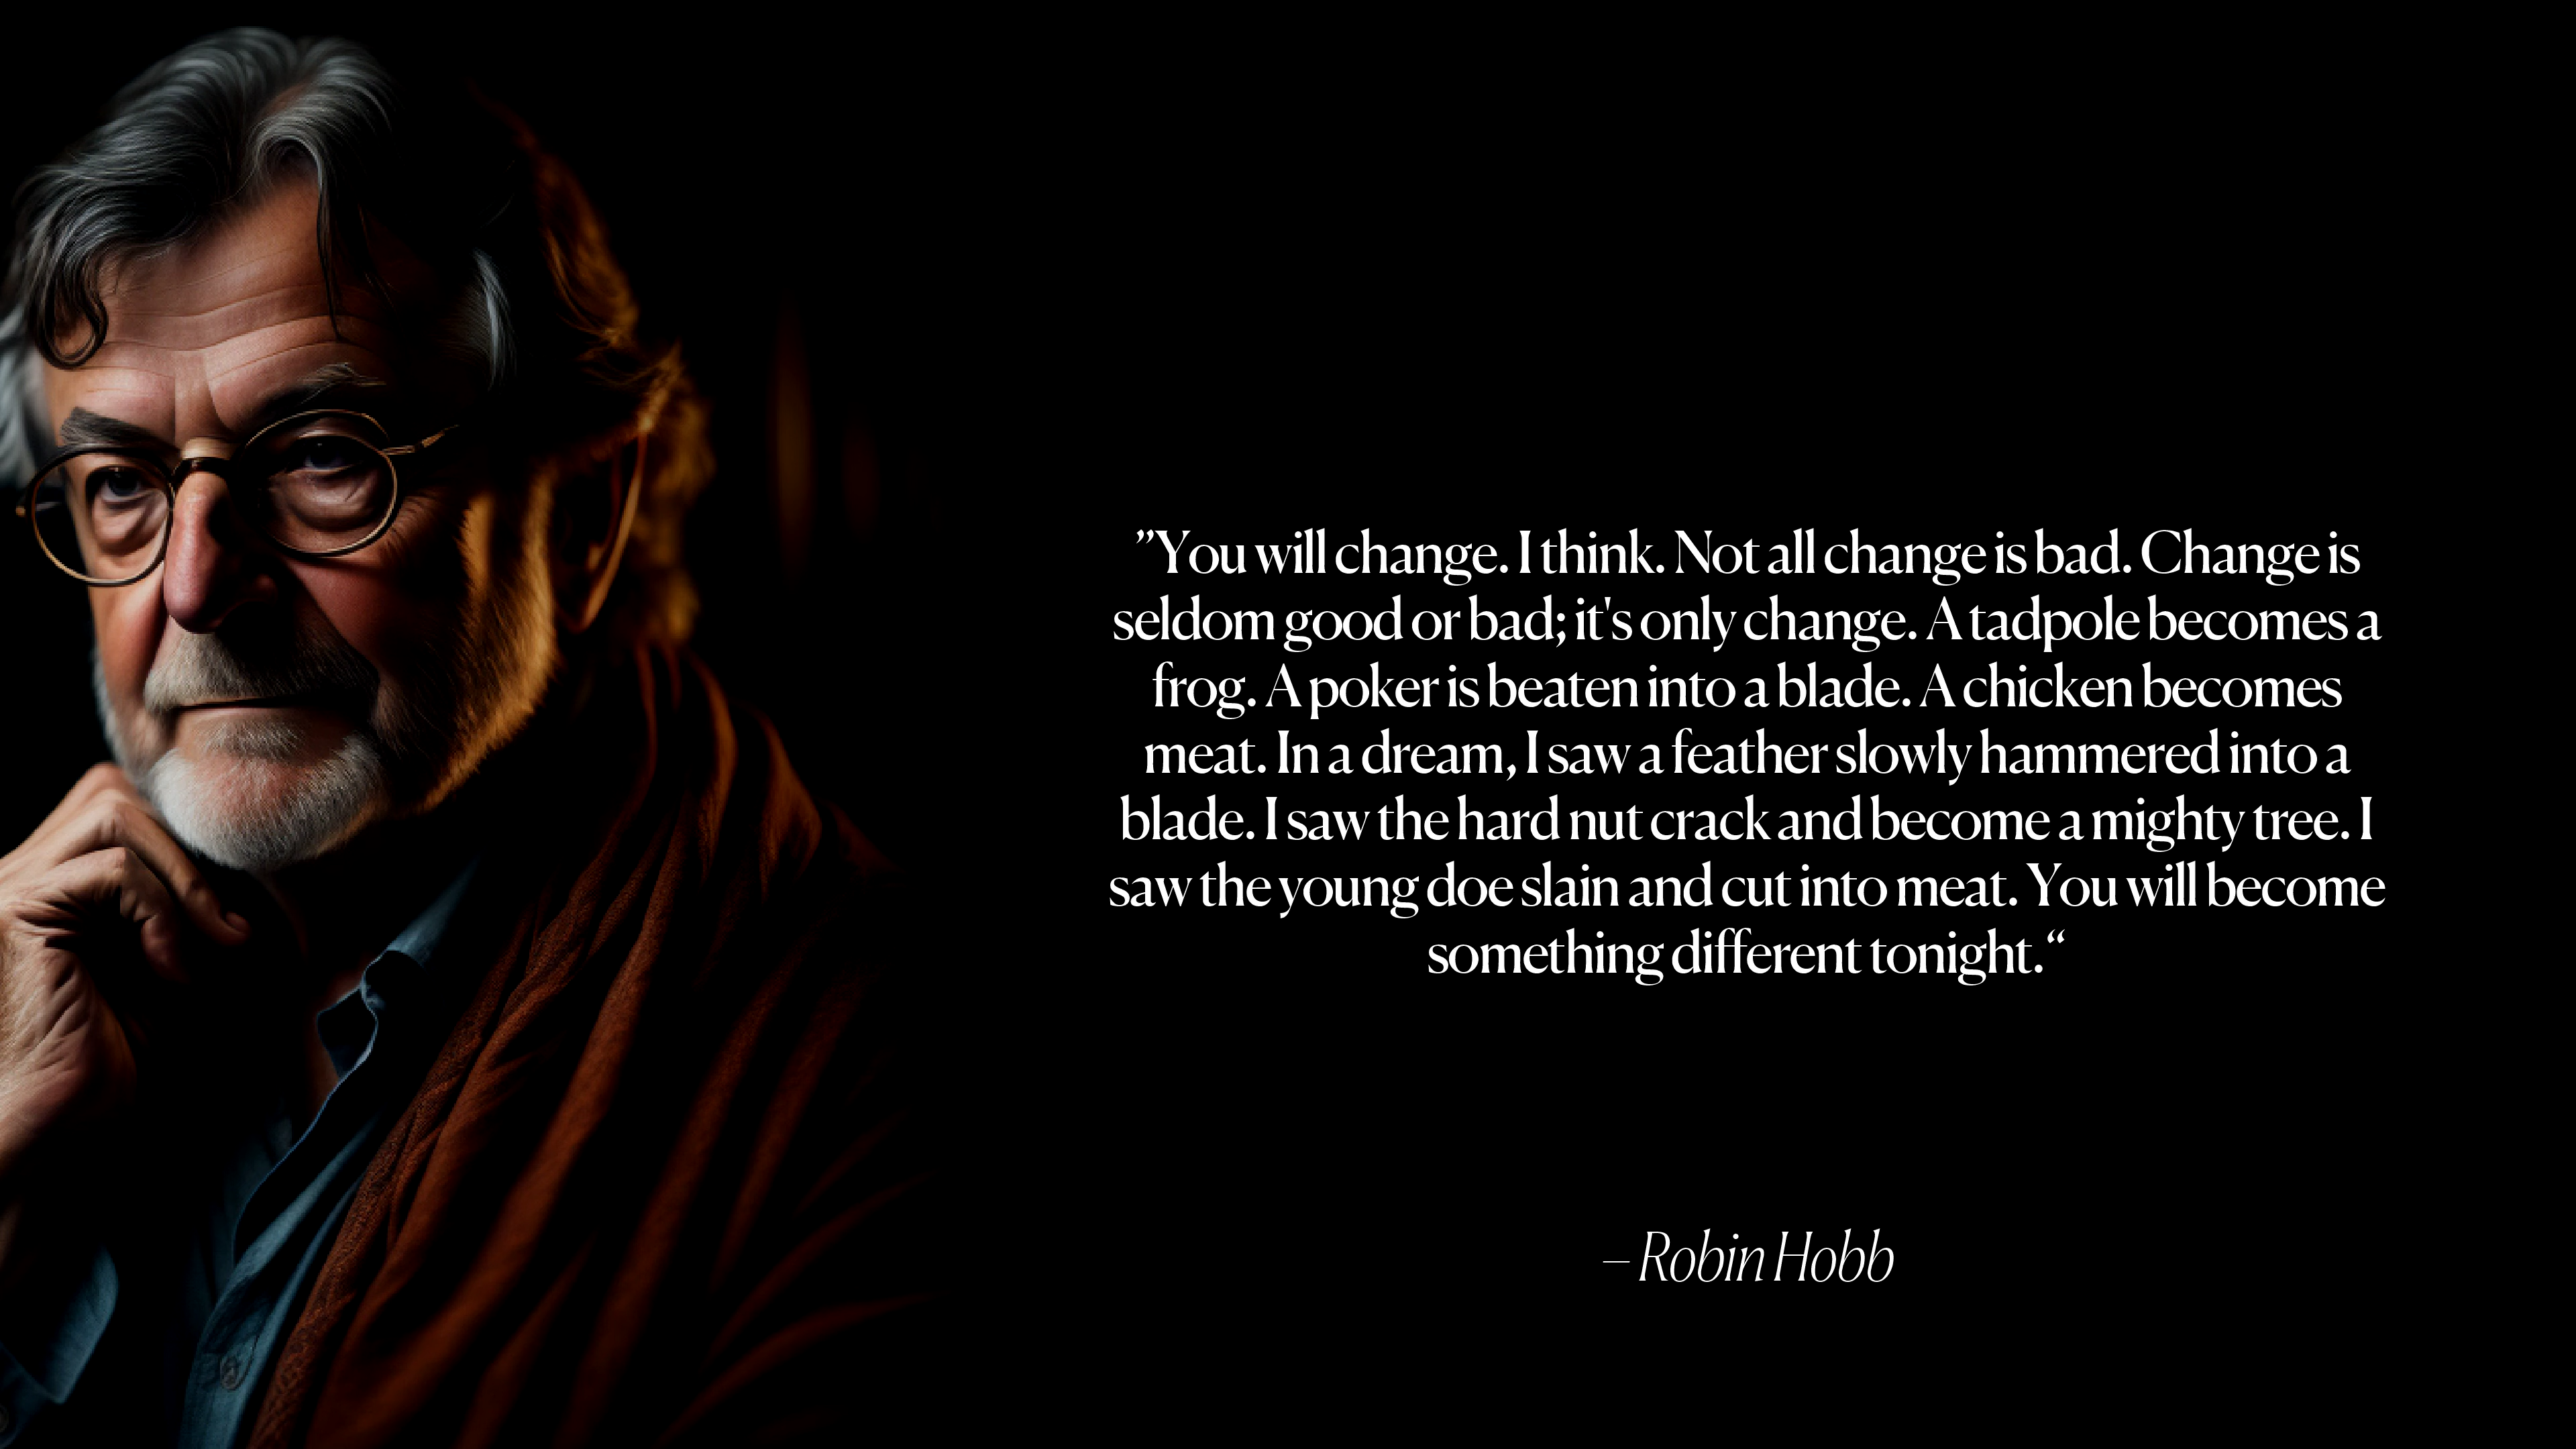 ”You will change. I think. Not all change is bad. Change is
seldom good or bad; it's only change. A tadpole becomes a
frog. A poker is beaten into a blade. A chicken becomes
meat. In a dream, I saw a feather slowly hammered into a
blade. I saw the hard nut crack and become a mighty tree. I
saw the young doe slain and cut into meat. You will become
something different tonight.“
– Robin Hobb